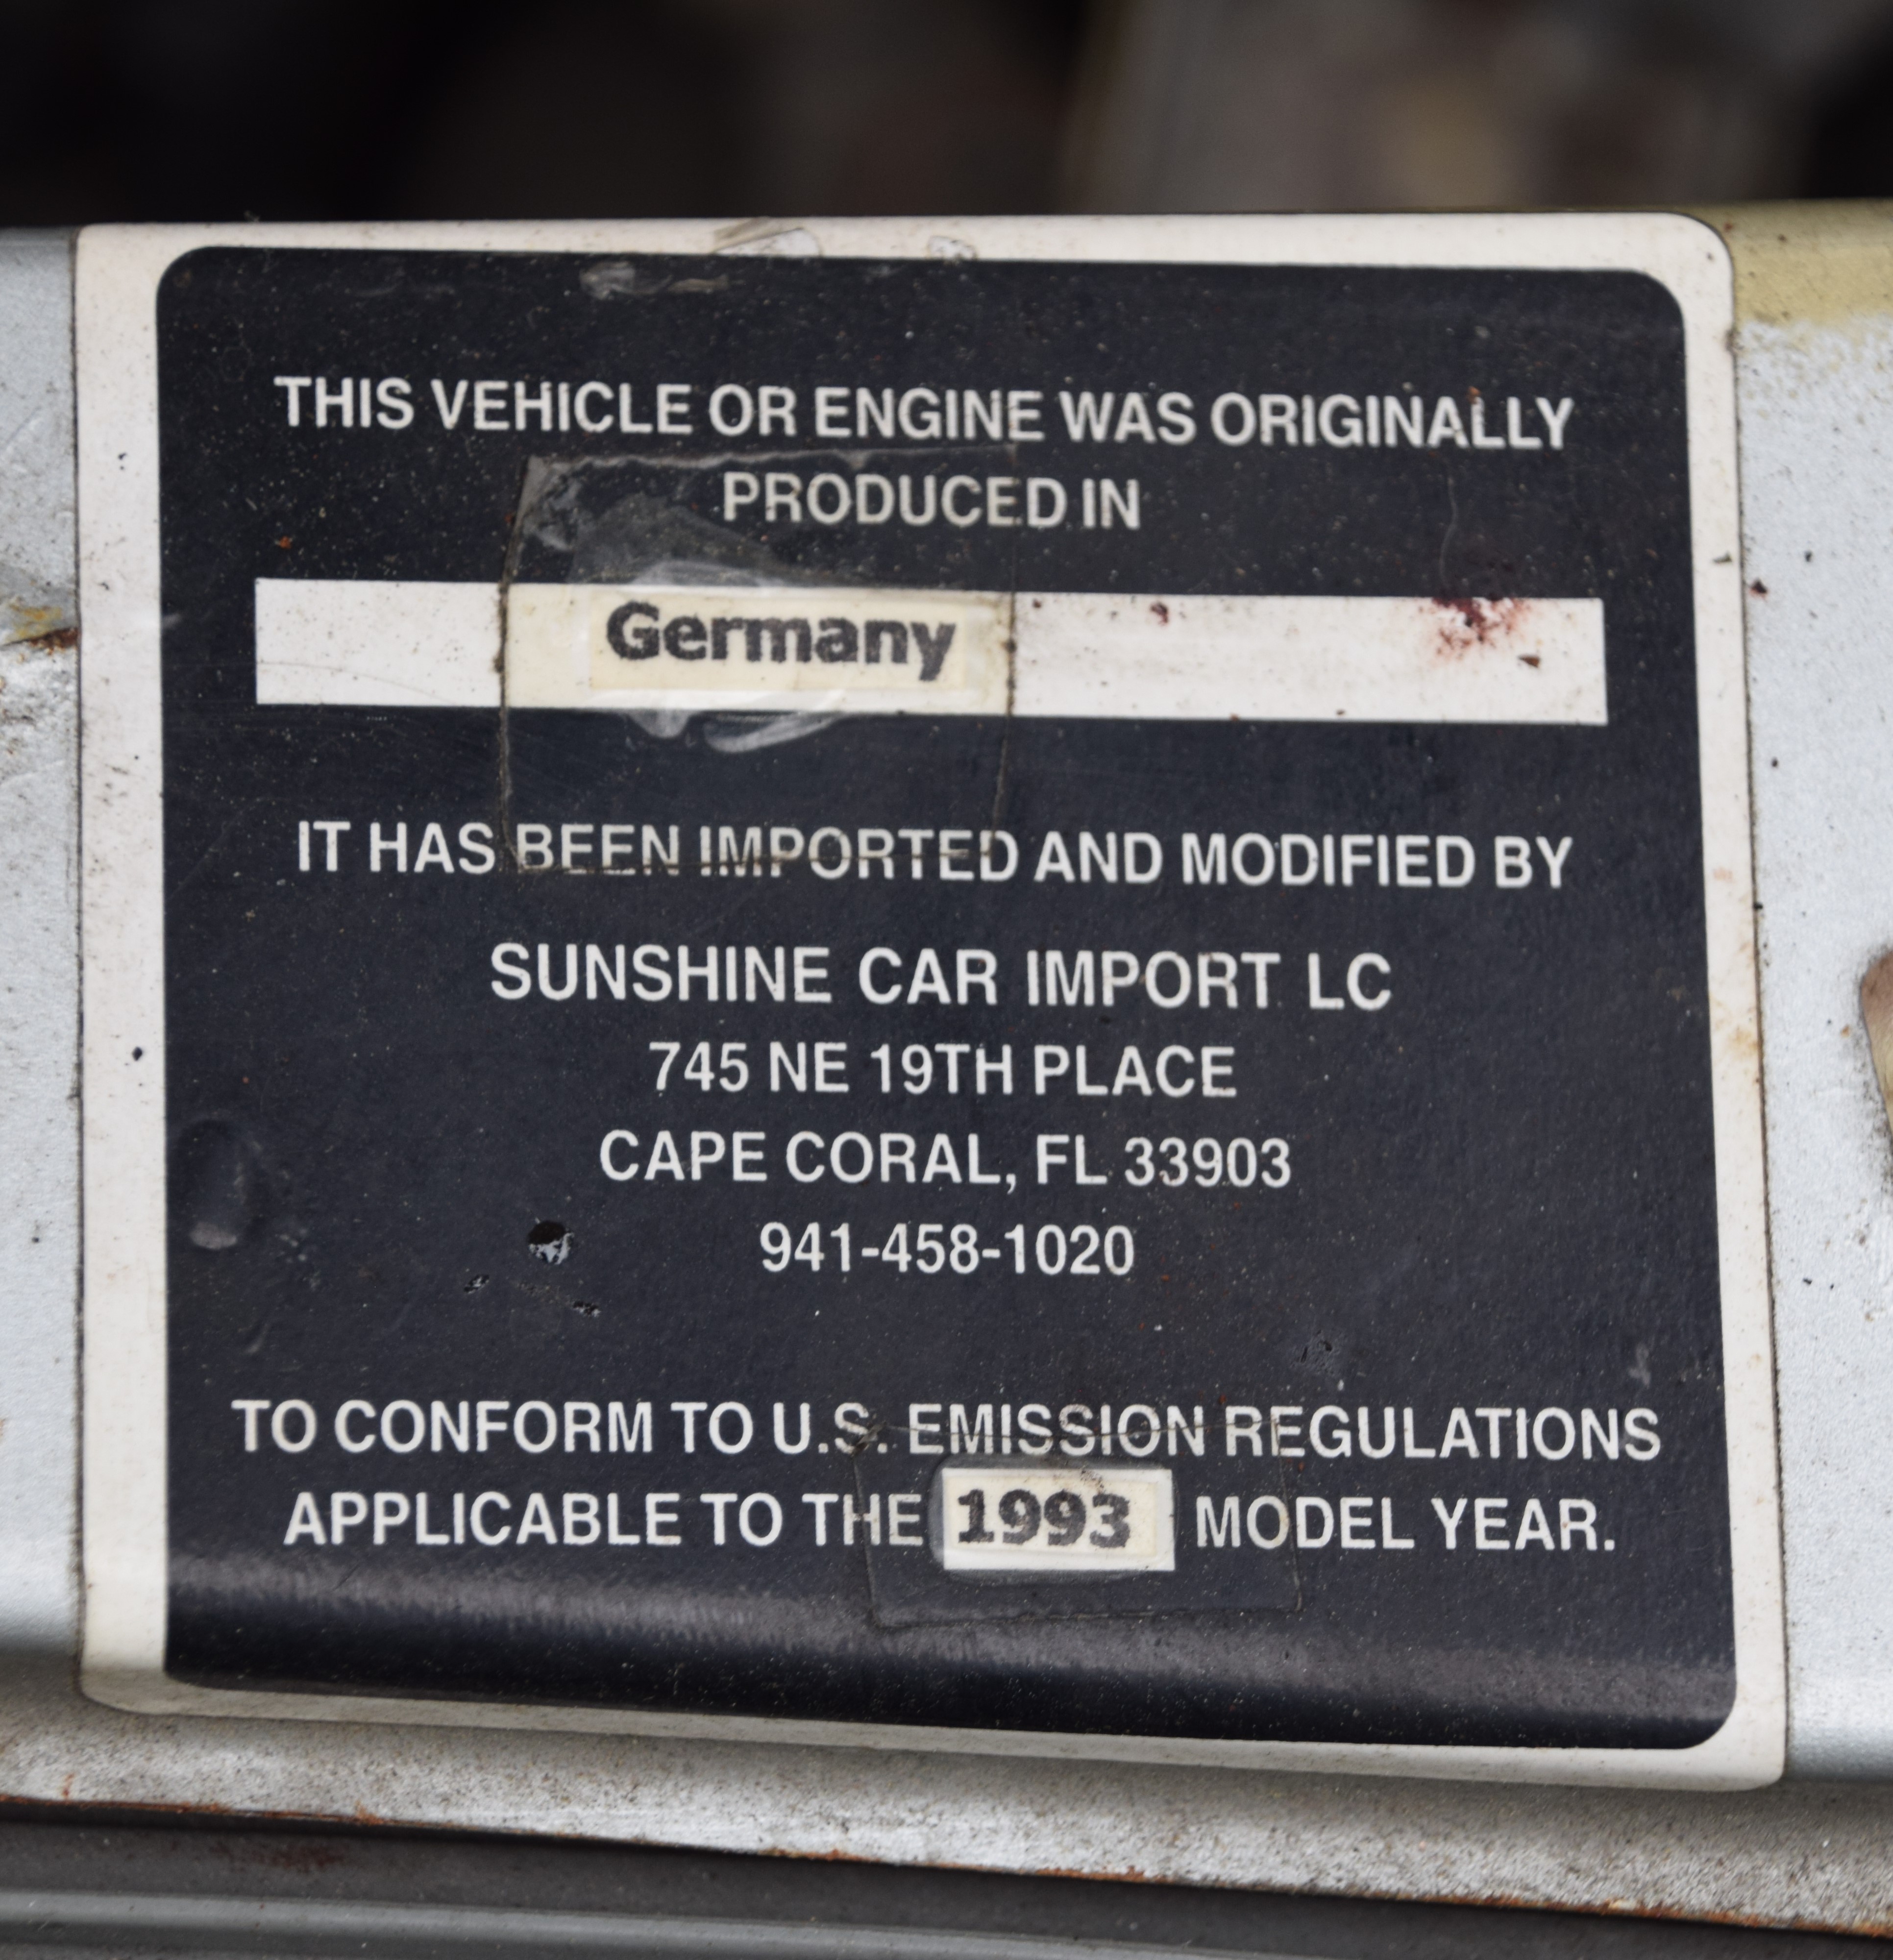 THIS VEHICLE OR ENGINE WAS ORIGINALLY
PRODUCED IN
Germany
IT HAS BEEN IMPORTED AND MODIFIED BY
SUNSHINE CAR IMPORT LC
745 NE 19TH PLACE
CAPE CORAL, FL 33903
941-458-1020
TO CONFORM TO U.S. EMISSION REGULATIONS
APPLICABLE TO THE 1993 MODEL YEAR.